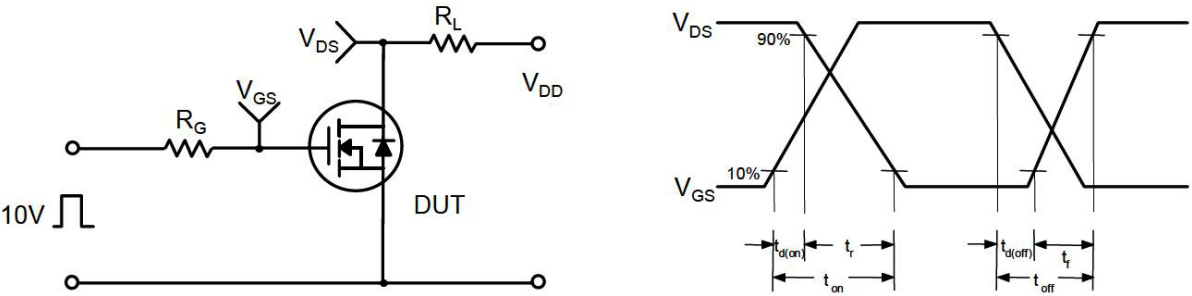 R_L
V_DS
V_DD
V_GS
R_G
DUT
10V
V_DS
90%
10%
V_GS
t_d(on)
t_r
t_d(off)
t_f
t_on
t_off